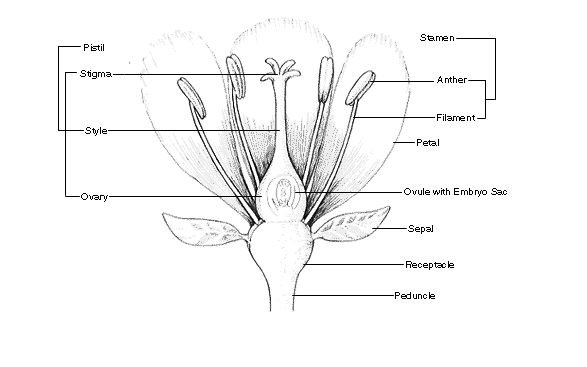 Pistil
Stigma
Style
Ovary
Stamen
Anther
Filament
Petal
Ovule with Embryo Sac
Sepal
Receptacle
Peduncle